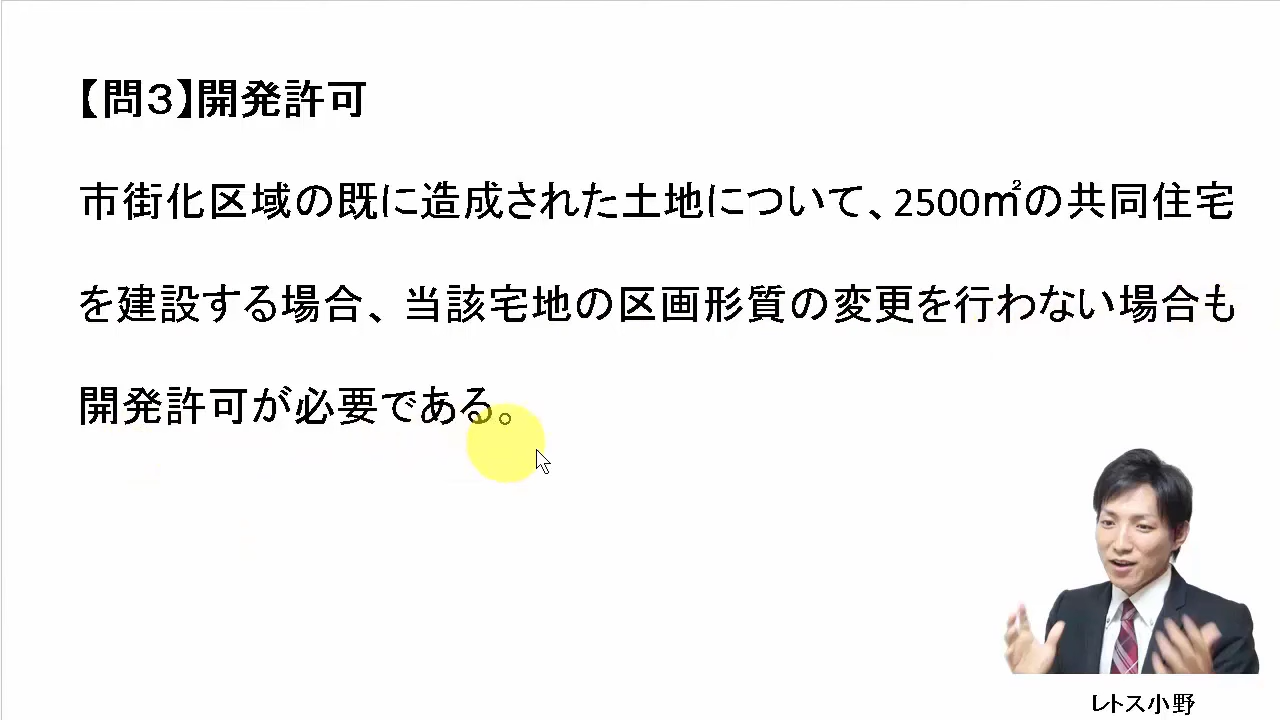 【問３】開発許可
市街化区域の既に造成された土地について、2500㎡の共同住宅
を建設する場合、当該宅地の区画形質の変更を行わない場合も
開発許可が必要である。
レトス小野